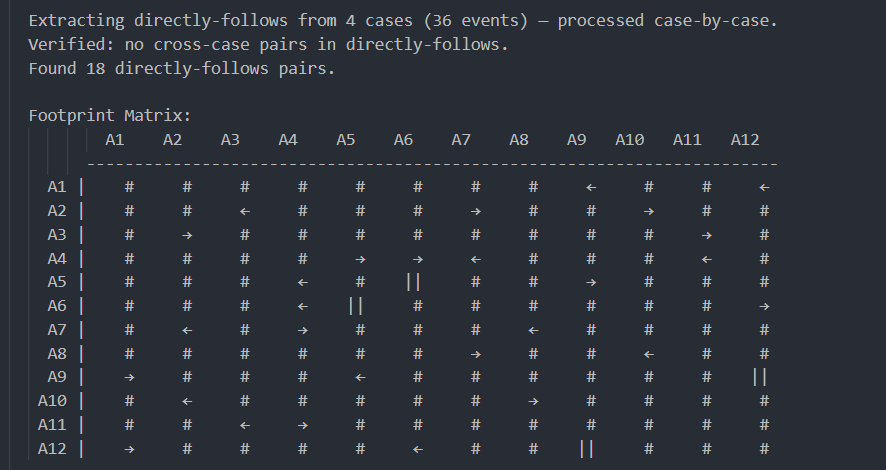 Extracting directly-follows from 4 cases (36 events) — processed case-by-case.
Verified: no cross-case pairs in directly-follows.
Found 18 directly-follows pairs.
Footprint Matrix:
A1 A2 A3 A4 A5 A6 A7 A8 A9 A10 A11 A12
------------------------------------------------------------------------
A1 | # # # # # # # # ← # # ←
A2 | # # ← # # # → # # → # #
A3 | # → # # # # # # # # → #
A4 | # # # # → → ← # # # ← #
A5 | # # # ← # || # # → # # #
A6 | # # # ← || # # # # # # →
A7 | # ← # → # # # ← # # # #
A8 | # # # # # # → # # ← # #
A9 | → # # # ← # # # # # # ||
A10 | # ← # # # # # → # # # #
A11 | # # ← → # # # # # # # #
A12 | → # # # # ← # # || # # #